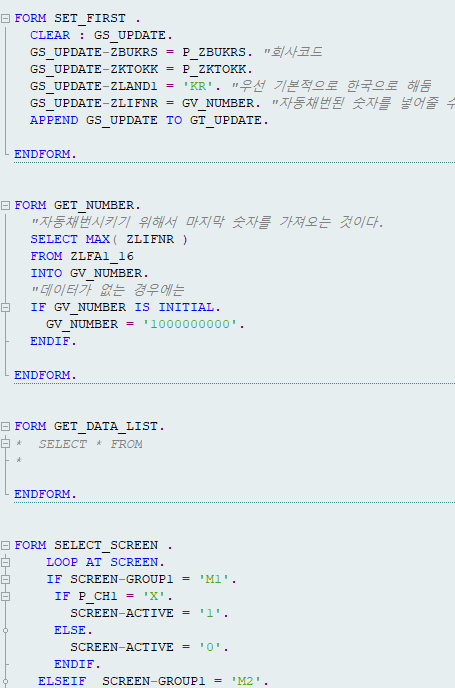 FORM SET_FIRST .
CLEAR : GS_UPDATE.
GS_UPDATE-ZBUKRS = P_ZBUKRS. "회사코드
GS_UPDATE-ZKTOKK = P_ZKTOKK.
GS_UPDATE-ZLAND1 = 'KR'. "우선 기본적으로 한국으로 해둠
GS_UPDATE-ZLIFNR = GV_NUMBER. "자동채번된 숫자를 넣어줄 수
APPEND GS_UPDATE TO GT_UPDATE.
ENDFORM.
FORM GET_NUMBER.
"자동채번시키기 위해서 마지막 숫자를 가져오는 것이다.
SELECT MAX( ZLIFNR )
FROM ZLFA1_16
INTO GV_NUMBER.
"데이터가 없는 경우에는
IF GV_NUMBER IS INITIAL.
GV_NUMBER = '1000000000'.
ENDIF.
ENDFORM.
FORM GET_DATA_LIST.
* SELECT * FROM
*
ENDFORM.
FORM SELECT_SCREEN .
LOOP AT SCREEN.
IF SCREEN-GROUP1 = 'M1'.
IF P_CH1 = 'X'.
SCREEN-ACTIVE = '1'.
ELSE.
SCREEN-ACTIVE = '0'.
ENDIF.
ELSEIF SCREEN-GROUP1 = 'M2'.